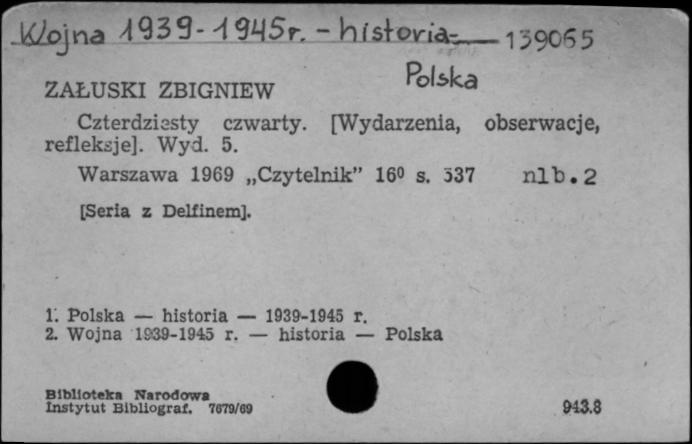 Wojna 1939-1945r. - historia- 139065
Polska
ZAŁUSKI ZBIGNIEW
Czterdziesty czwarty. [Wydarzenia, obserwacje,
refleksje]. Wyd. 5.
Warszawa 1969 „Czytelnik” 16⁰ s. 537 nlb.2
[Seria z Delfinem].
1. Polska — historia — 1939-1945 r.
2. Wojna 1939-1945 r. — historia — Polska
Biblioteka Narodowa
Instytut Bibliograf. 7679/69 943.8